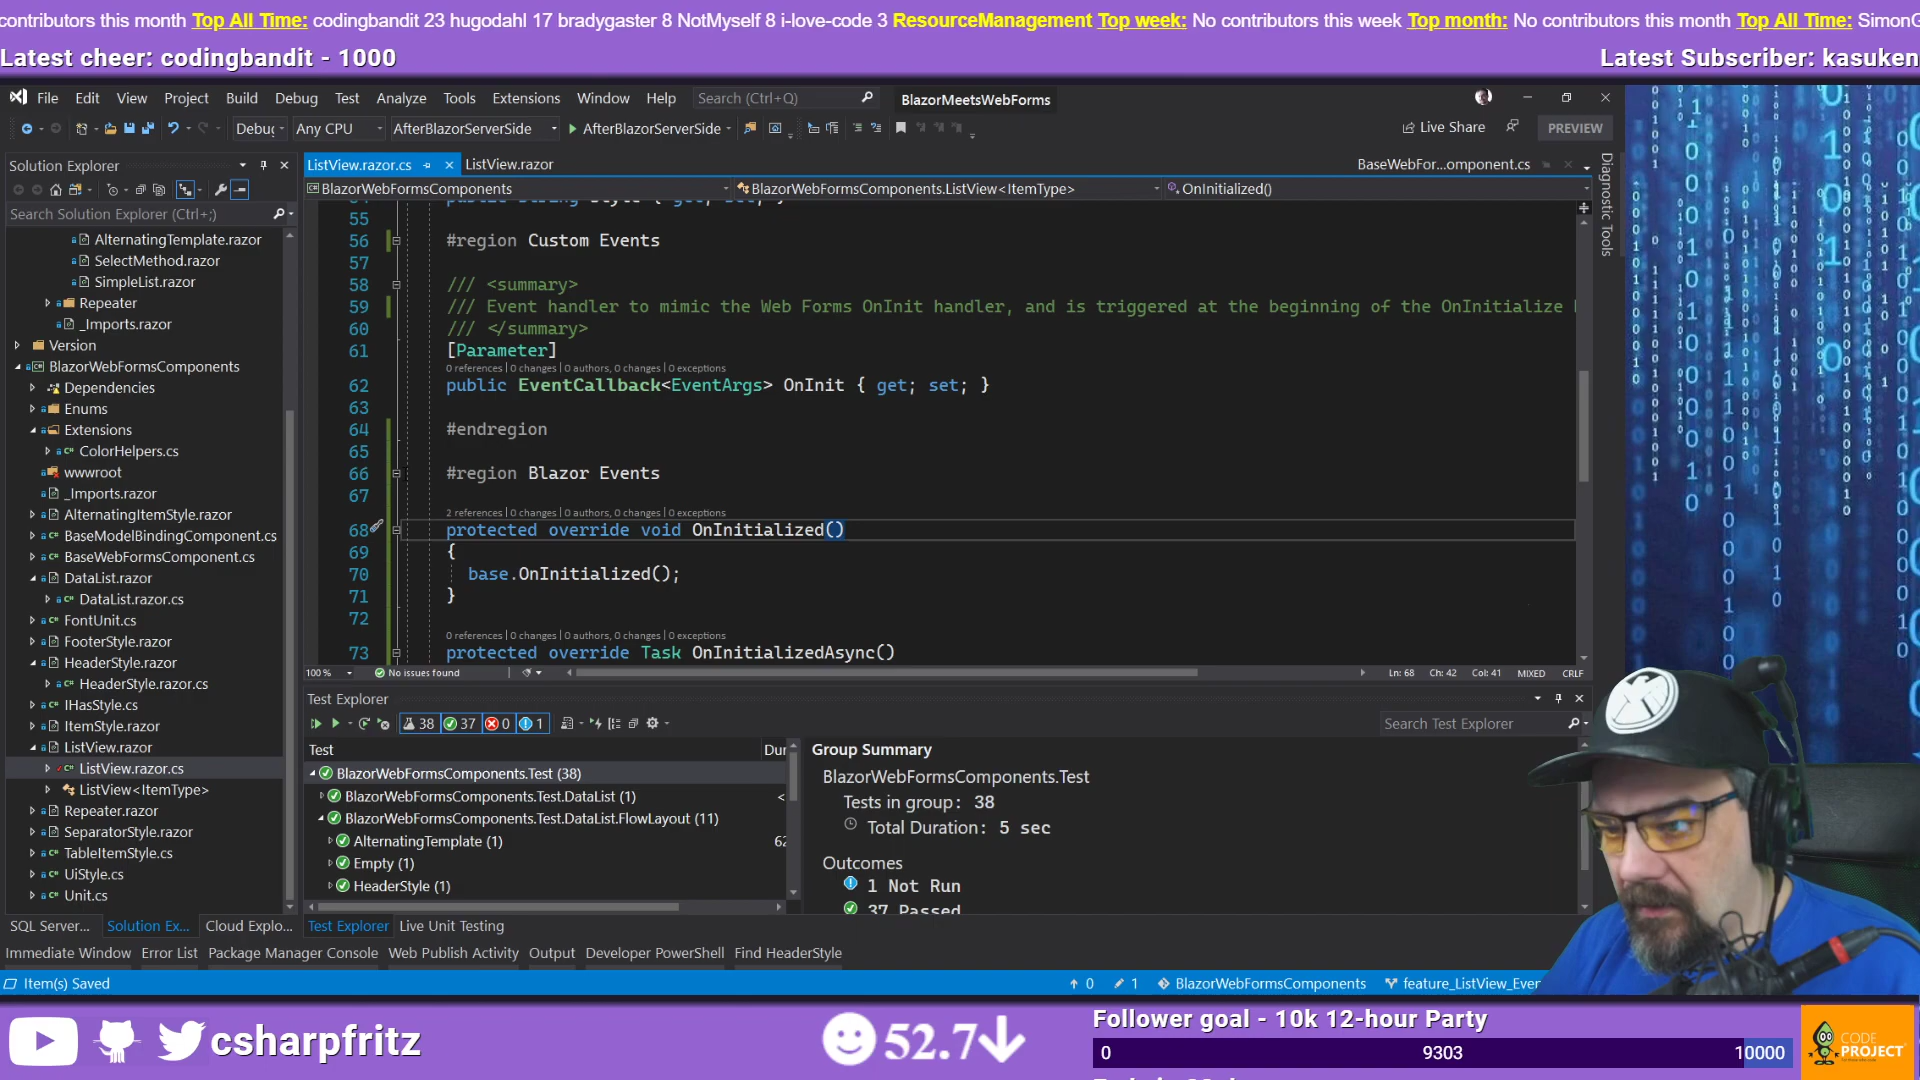 contributors this month Top All Time: codingbandit 23 hugodahl 17 bradygaster 8 NotMyself 8 i-love-code 3 ResourceManagement Top week: No contributors this week Top month: No contributors this month Top All Time: SimonG
Latest cheer: codingbandit - 1000
Latest Subscriber: kasuken
File Edit View Project Build Debug Test Analyze Tools Extensions Window Help Search (Ctrl+Q) BlazorMeetsWebForms
Debug Any CPU AfterBlazorServerSide AfterBlazorServerSide Live Share PREVIEW
Solution Explorer
Search Solution Explorer (Ctrl+;)
AlternatingTemplate.razor
SelectMethod.razor
SimpleList.razor
Repeater
_Imports.razor
Version
BlazorWebFormsComponents
Dependencies
Enums
Extensions
ColorHelpers.cs
wwwroot
_Imports.razor
AlternatingItemStyle.razor
BaseModelBindingComponent.cs
BaseWebFormsComponent.cs
DataList.razor
DataList.razor.cs
FontUnit.cs
FooterStyle.razor
HeaderStyle.razor
HeaderStyle.razor.cs
IHasStyle.cs
ItemStyle.razor
ListView.razor
ListView.razor.cs
ListView<ItemType>
Repeater.razor
SeparatorStyle.razor
TableItemStyle.cs
UiStyle.cs
Unit.cs
SQL Server... Solution Ex... Cloud Explo...
ListView.razor.cs ListView.razor BaseWebFor...omponent.cs
BlazorWebFormsComponents BlazorWebFormsComponents.ListView<ItemType> OnInitialized()
55
56 #region Custom Events
57
58 /// <summary>
59 /// Event handler to mimic the Web Forms OnInit handler, and is triggered at the beginning of the OnInitialize
60 /// </summary>
61 [Parameter]
0 references | 0 changes | 0 authors, 0 changes | 0 exceptions
62 public EventCallback<EventArgs> OnInit { get; set; }
63
64 #endregion
65
66 #region Blazor Events
67
2 references | 0 changes | 0 authors, 0 changes | 0 exceptions
68 protected override void OnInitialized()
69 {
70 base.OnInitialized();
71 }
72
0 references | 0 changes | 0 authors, 0 changes | 0 exceptions
73 protected override Task OnInitializedAsync()
100% No issues found Ln: 68 Ch: 42 Col: 41 MIXED CRLF
Diagnostic Tools
Test Explorer
38 37 0 1 Search Test Explorer
Test Dur
BlazorWebFormsComponents.Test (38)
BlazorWebFormsComponents.Test.DataList (1) <
BlazorWebFormsComponents.Test.DataList.FlowLayout (11)
AlternatingTemplate (1) 62
Empty (1)
HeaderStyle (1)
Group Summary
BlazorWebFormsComponents.Test
Tests in group: 38
Total Duration: 5 sec
Outcomes
1 Not Run
37 Passed
Test Explorer Live Unit Testing
Immediate Window Error List Package Manager Console Web Publish Activity Output Developer PowerShell Find HeaderStyle
Item(s) Saved 0 1 BlazorWebFormsComponents feature_ListView_Even
csharpfritz
52.7
Follower goal - 10k 12-hour Party
0 9303 10000
CODE PROJECT